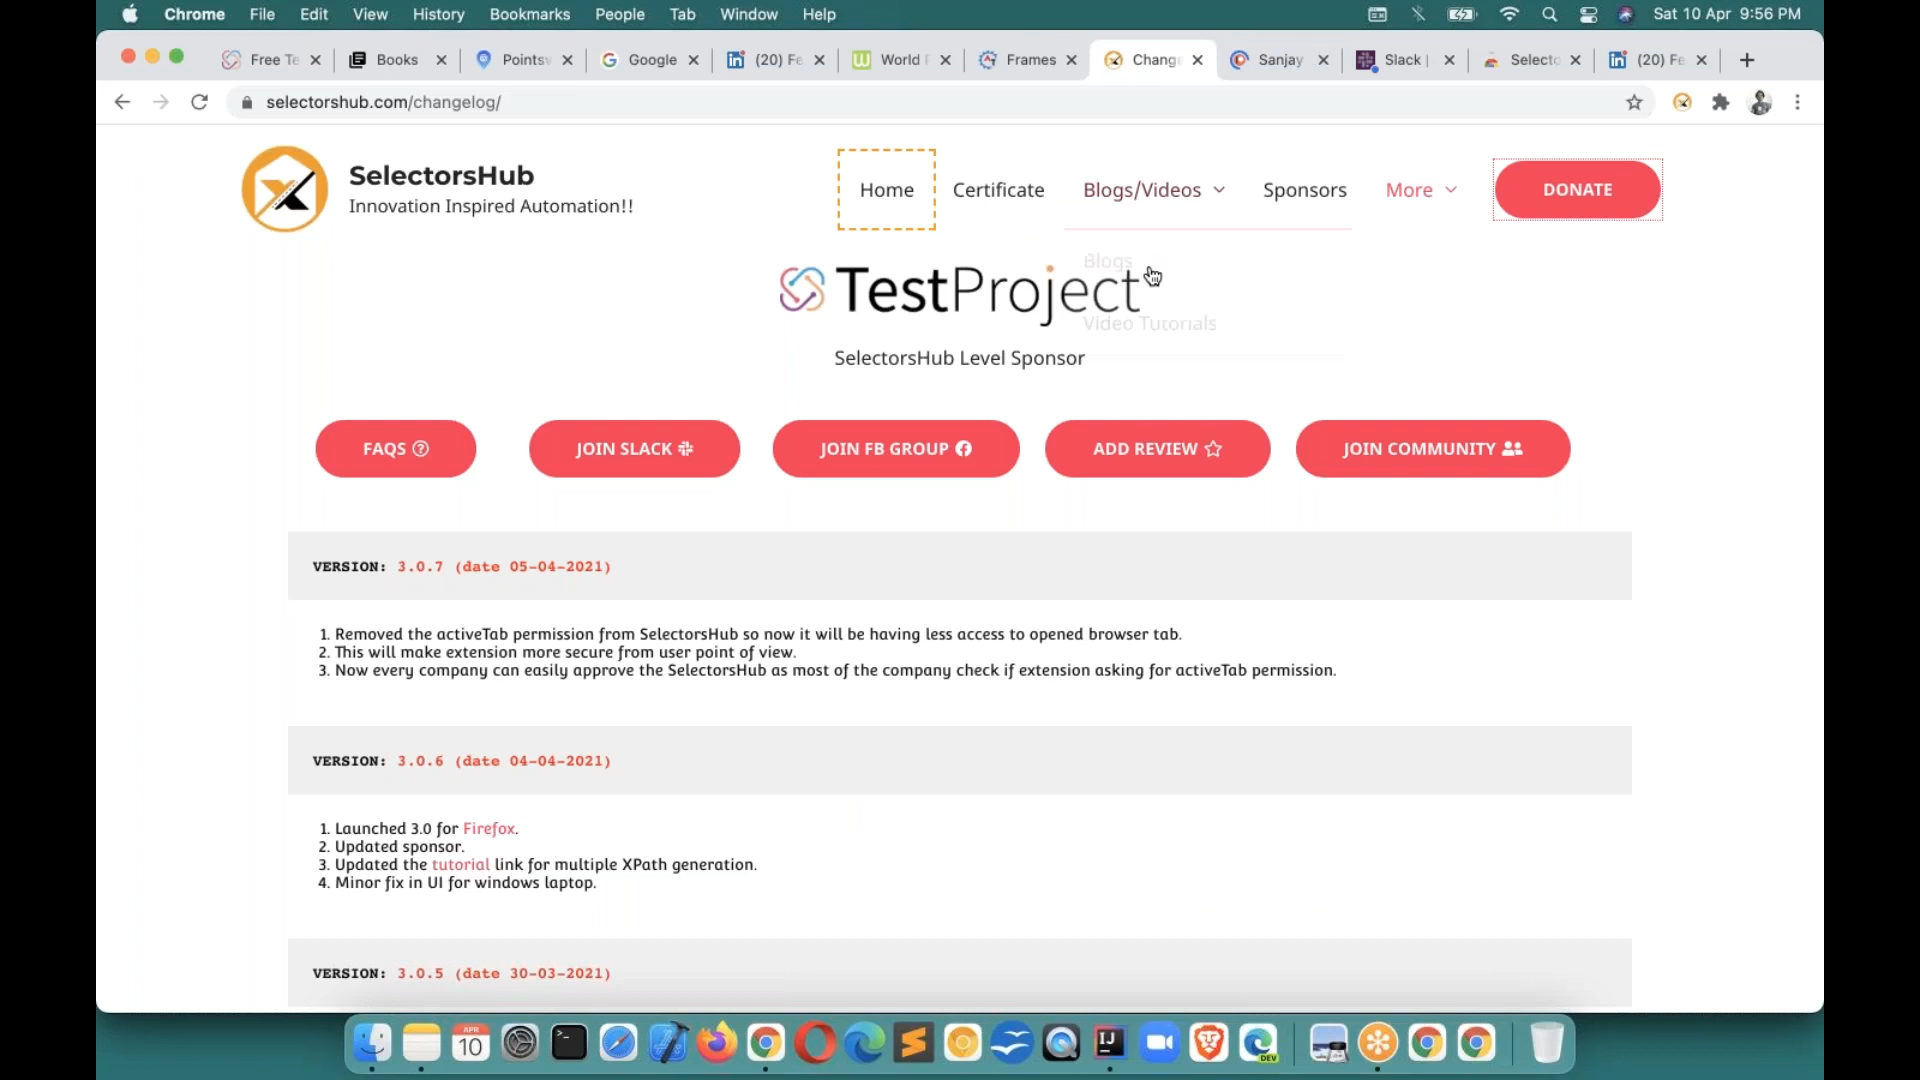 Chrome File Edit View History Bookmarks People Tab Window Help Sat 10 Apr 9:56 PM
Free Te Books Points Google (20) Fe World Frames Change Sanjay Slack | Selecto (20) Fe
selectorshub.com/changelog/
SelectorsHub
Innovation Inspired Automation!!
Home Certificate Blogs/Videos Sponsors More DONATE
Blogs
TestProject
Video Tutorials
SelectorsHub Level Sponsor
FAQS JOIN SLACK JOIN FB GROUP ADD REVIEW JOIN COMMUNITY
VERSION: 3.0.7 (date 05-04-2021)
1. Removed the activeTab permission from SelectorsHub so now it will be having less access to opened browser tab.
2. This will make extension more secure from user point of view.
3. Now every company can easily approve the SelectorsHub as most of the company check if extension asking for activeTab permission.
VERSION: 3.0.6 (date 04-04-2021)
1. Launched 3.0 for Firefox.
2. Updated sponsor.
3. Updated the tutorial link for multiple XPath generation.
4. Minor fix in UI for windows laptop.
VERSION: 3.0.5 (date 30-03-2021)
APR
10
IJ
DEV